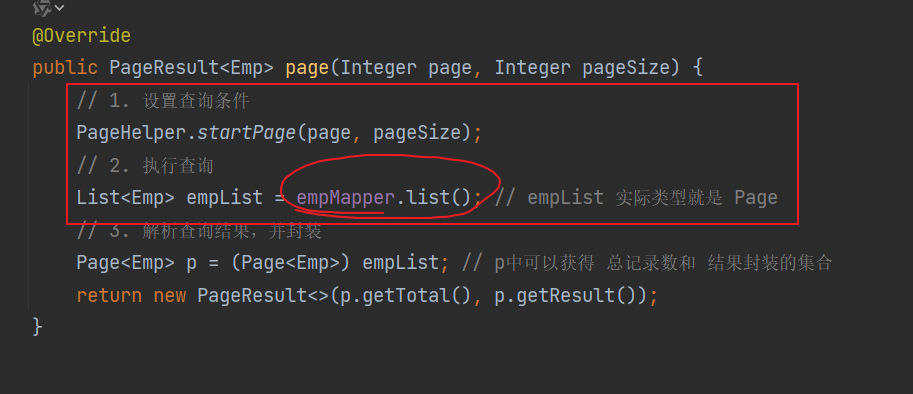 @Override
public PageResult<Emp> page(Integer page, Integer pageSize) {
// 1. 设置查询条件
PageHelper.startPage(page, pageSize);
// 2. 执行查询
List<Emp> empList = empMapper.list(); // empList 实际类型就是 Page
// 3. 解析查询结果，并封装
Page<Emp> p = (Page<Emp>) empList; // p中可以获得 总记录数和 结果封装的集合
return new PageResult<>(p.getTotal(), p.getResult());
}